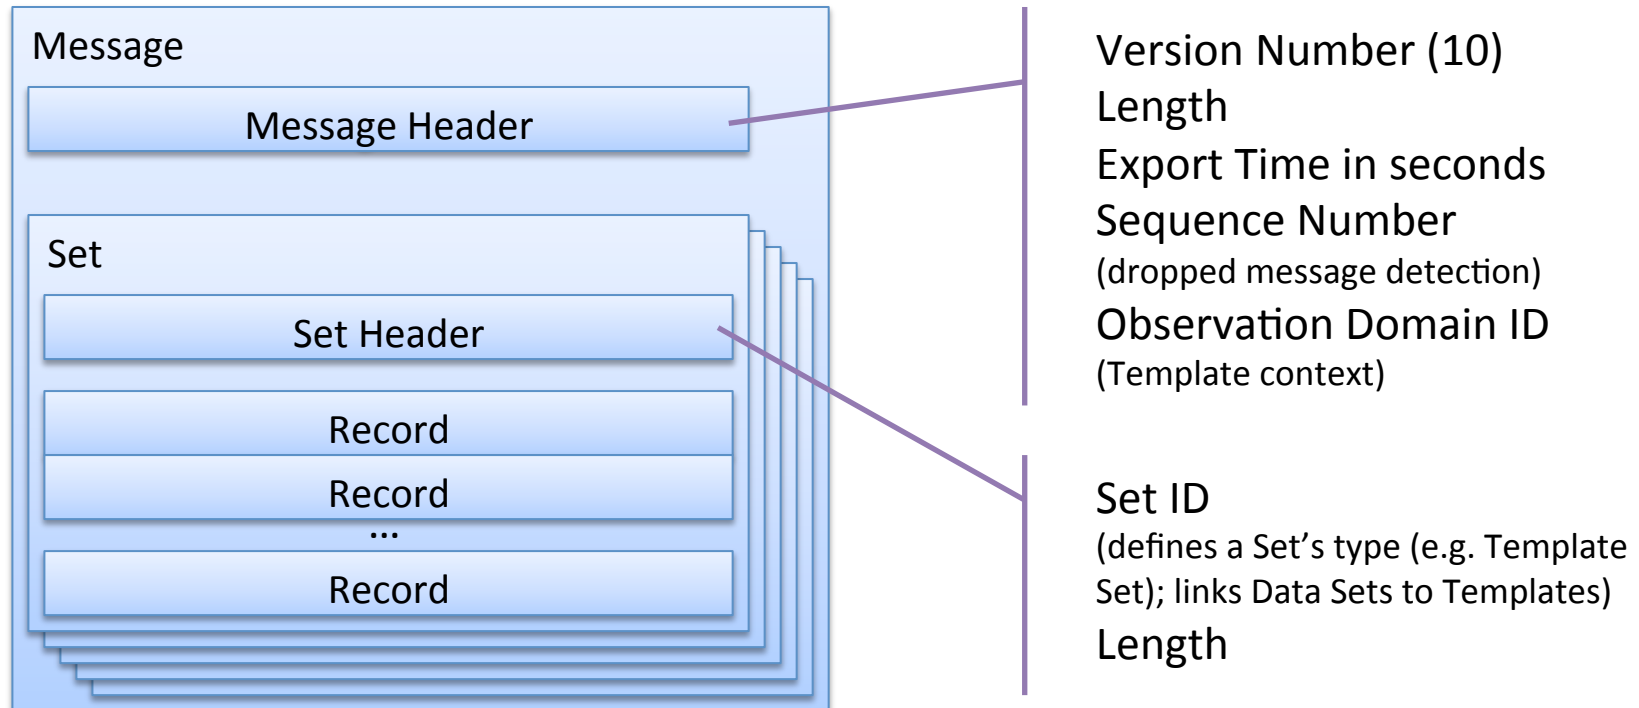 Message
Message Header
Set
Set Header
Record
Record
...
Record
Version Number (10)
Length
Export Time in seconds
Sequence Number
(dropped message detection)
Observation Domain ID
(Template context)
Set ID
(defines a Set’s type (e.g. Template
Set); links Data Sets to Templates)
Length